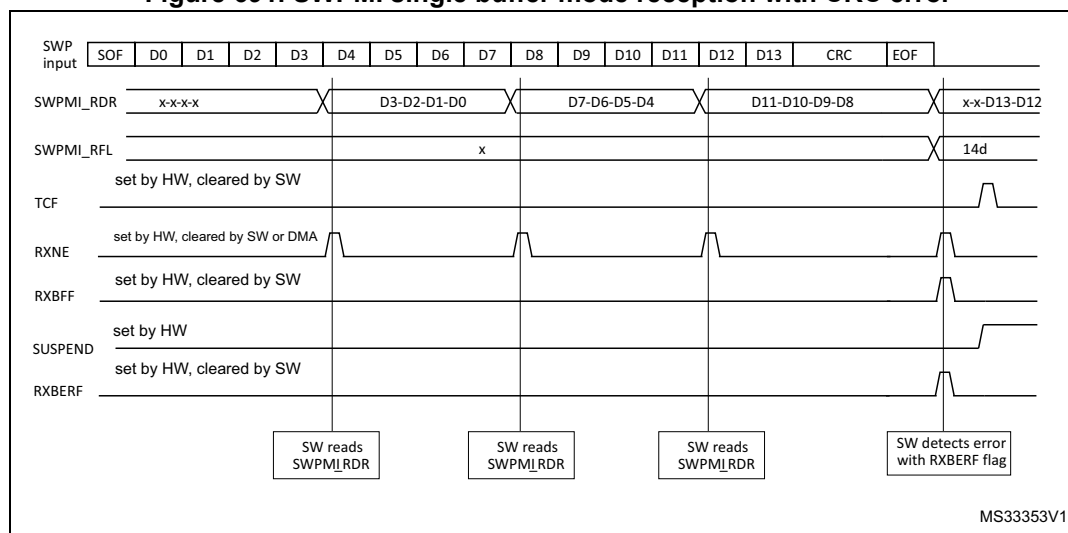 Figure SWPMI single buffer mode reception with CRC error
SWP
input
SOF D0 D1 D2 D3 D4 D5 D6 D7 D8 D9 D10 D11 D12 D13 CRC EOF
SWPMI_RDR x-x-x-x D3-D2-D1-D0 D7-D6-D5-D4 D11-D10-D9-D8 x-x-D13-D12
SWPMI_RFL x 14d
set by HW, cleared by SW
TCF
set by HW, cleared by SW or DMA
RXNE
set by HW, cleared by SW
RXBFF
set by HW
SUSPEND
set by HW, cleared by SW
RXBERF
SW reads
SWPMI_RDR
SW reads
SWPMI_RDR
SW reads
SWPMI_RDR
SW detects error
with RXBERF flag
MS33353V1